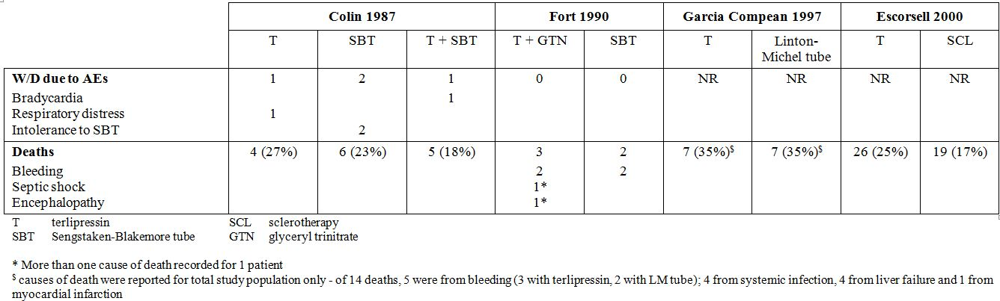 Colin 1987 Fort 1990 Garcia Compean 1997 Escorsell 2000
T SBT T + SBT T + GTN SBT T Linton-Michel tube T SCL
W/D due to AEs 1 2 1 0 0 NR NR NR NR
Bradycardia 1
Respiratory distress 1
Intolerance to SBT 2
Deaths 4 (27%) 6 (23%) 5 (18%) 3 2 7 (35%)$ 7 (35%)$ 26 (25%) 19 (17%)
Bleeding 2 2
Septic shock 1*
Encephalopathy 1*
T terlipressin SCL sclerotherapy
SBT Sengstaken-Blakemore tube GTN glyceryl trinitrate
* More than one cause of death recorded for 1 patient
$ causes of death were reported for total study population only - of 14 deaths, 5 were from bleeding (3 with terlipressin, 2 with LM tube); 4 from systemic infection, 4 from liver failure and 1 from
myocardial infarction